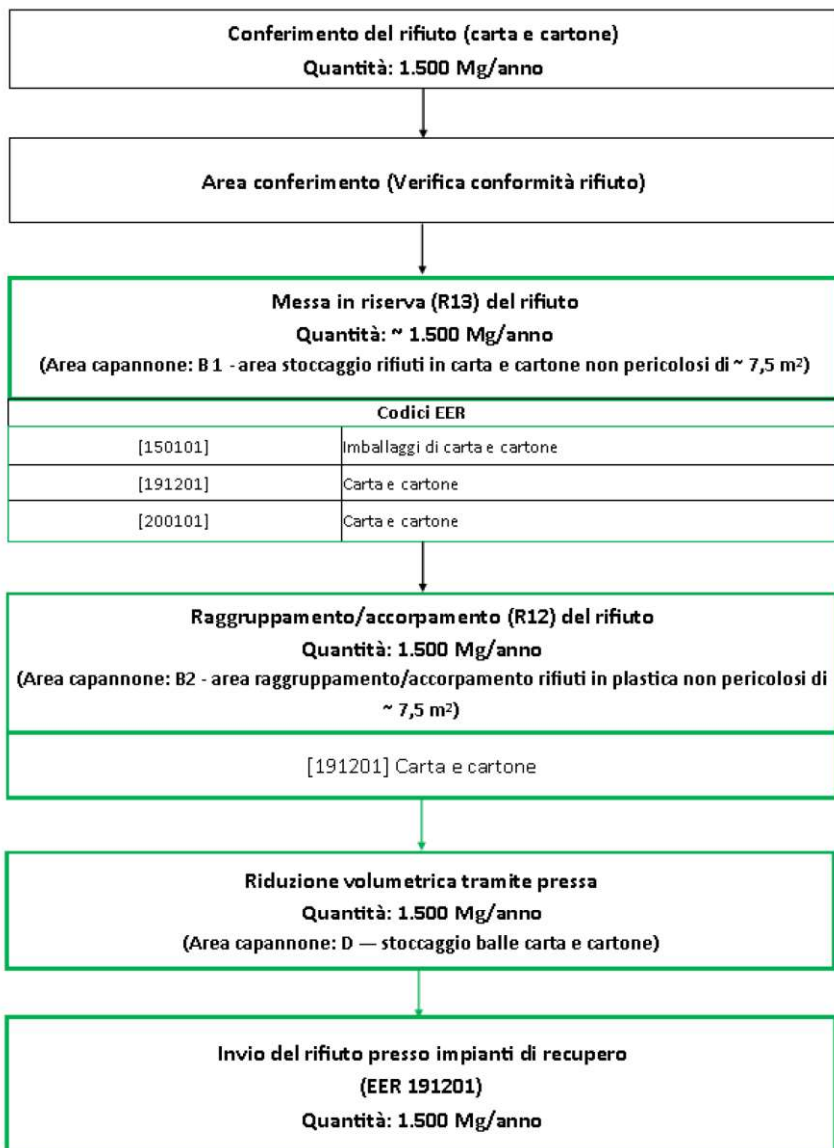 Conferimento del rifiuto (carta e cartone)
Quantità: 1.500 Mg/anno
Area conferimento (Verifica conformità rifiuto)
Messa in riserva (R13) del rifiuto
Quantità: ~ 1.500 Mg/anno
(Area capannone: B 1 - area stoccaggio rifiuti in carta e cartone non pericolosi di ~ 7,5 m²)
Codici EER
[150101] Imballaggi di carta e cartone
[191201] Carta e cartone
[200101] Carta e cartone
Raggruppamento/accorpamento (R12) del rifiuto
Quantità: 1.500 Mg/anno
(Area capannone: B2 - area raggruppamento/accorpamento rifiuti in plastica non pericolosi di
~ 7,5 m²)
[191201] Carta e cartone
Riduzione volumetrica tramite pressa
Quantità: 1.500 Mg/anno
(Area capannone: D — stoccaggio balle carta e cartone)
Invio del rifiuto presso impianti di recupero
(EER 191201)
Quantità: 1.500 Mg/anno